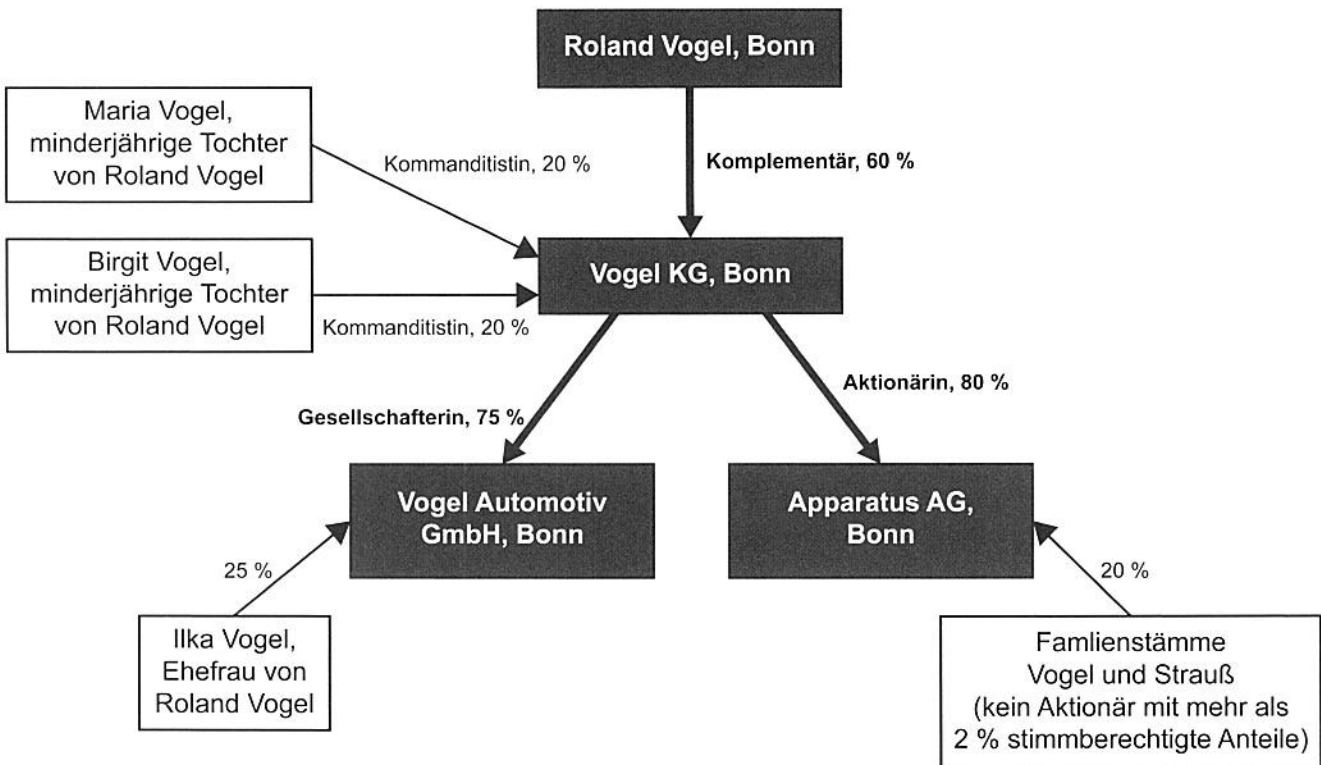 Roland Vogel, Bonn
Maria Vogel,
minderjährige Tochter
von Roland Vogel
Kommanditistin, 20 %
Komplementär, 60 %
Birgit Vogel,
minderjährige Tochter
von Roland Vogel
Kommanditistin, 20 %
Vogel KG, Bonn
Gesellschafterin, 75 %
Aktionärin, 80 %
Vogel Automotiv
GmbH, Bonn
Apparatus AG,
Bonn
25 %
20 %
Ilka Vogel,
Ehefrau von
Roland Vogel
Famlienstämme
Vogel und Strauß
(kein Aktionär mit mehr als
2 % stimmberechtigte Anteile)